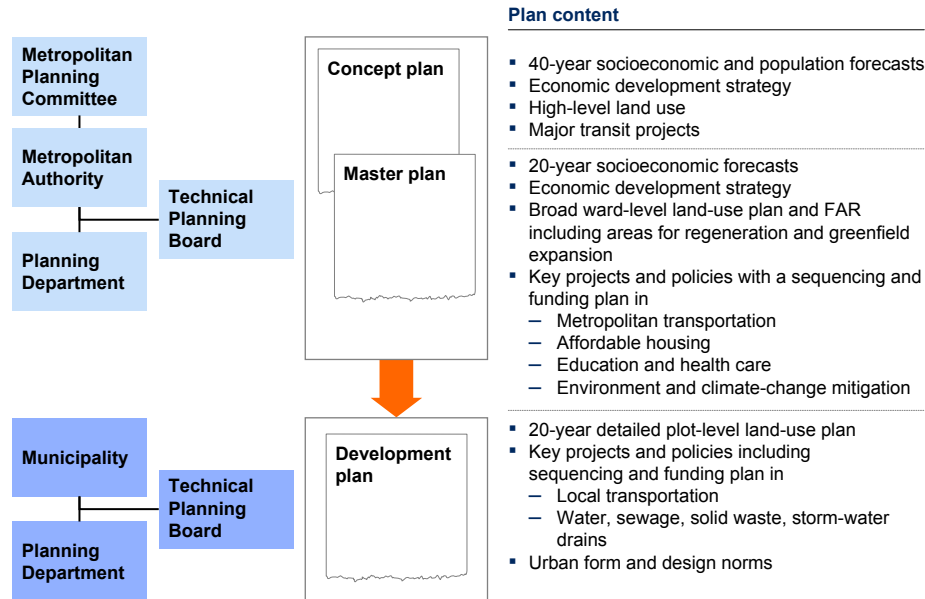 Plan content
Metropolitan
Planning
Committee
Metropolitan
Authority
Technical
Planning
Board
Planning
Department
Concept plan
Master plan
▪ 40-year socioeconomic and population forecasts
▪ Economic development strategy
▪ High-level land use
▪ Major transit projects
▪ 20-year socioeconomic forecasts
▪ Economic development strategy
▪ Broad ward-level land-use plan and FAR
including areas for regeneration and greenfield
expansion
▪ Key projects and policies with a sequencing and
funding plan in
— Metropolitan transportation
— Affordable housing
— Education and health care
— Environment and climate-change mitigation
Municipality
Technical
Planning
Board
Planning
Department
Development
plan
▪ 20-year detailed plot-level land-use plan
▪ Key projects and policies including
sequencing and funding plan in
— Local transportation
— Water, sewage, solid waste, storm-water
drains
▪ Urban form and design norms